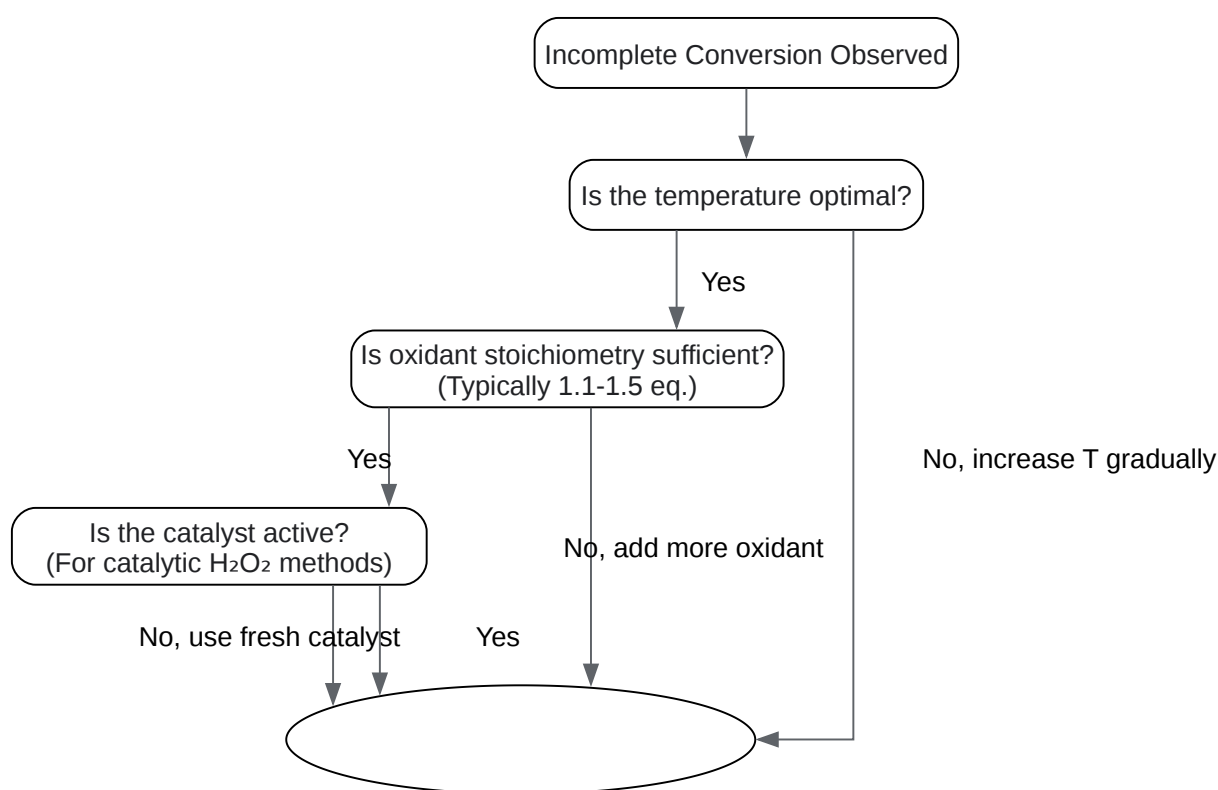 Incomplete Conversion Observed
Is the temperature optimal?
Yes
Is oxidant stoichiometry sufficient?
(Typically 1.1-1.5 eq.)
Yes
No, increase T gradually
Is the catalyst active?
(For catalytic H₂O₂ methods)
No, add more oxidant
No, use fresh catalyst
Yes